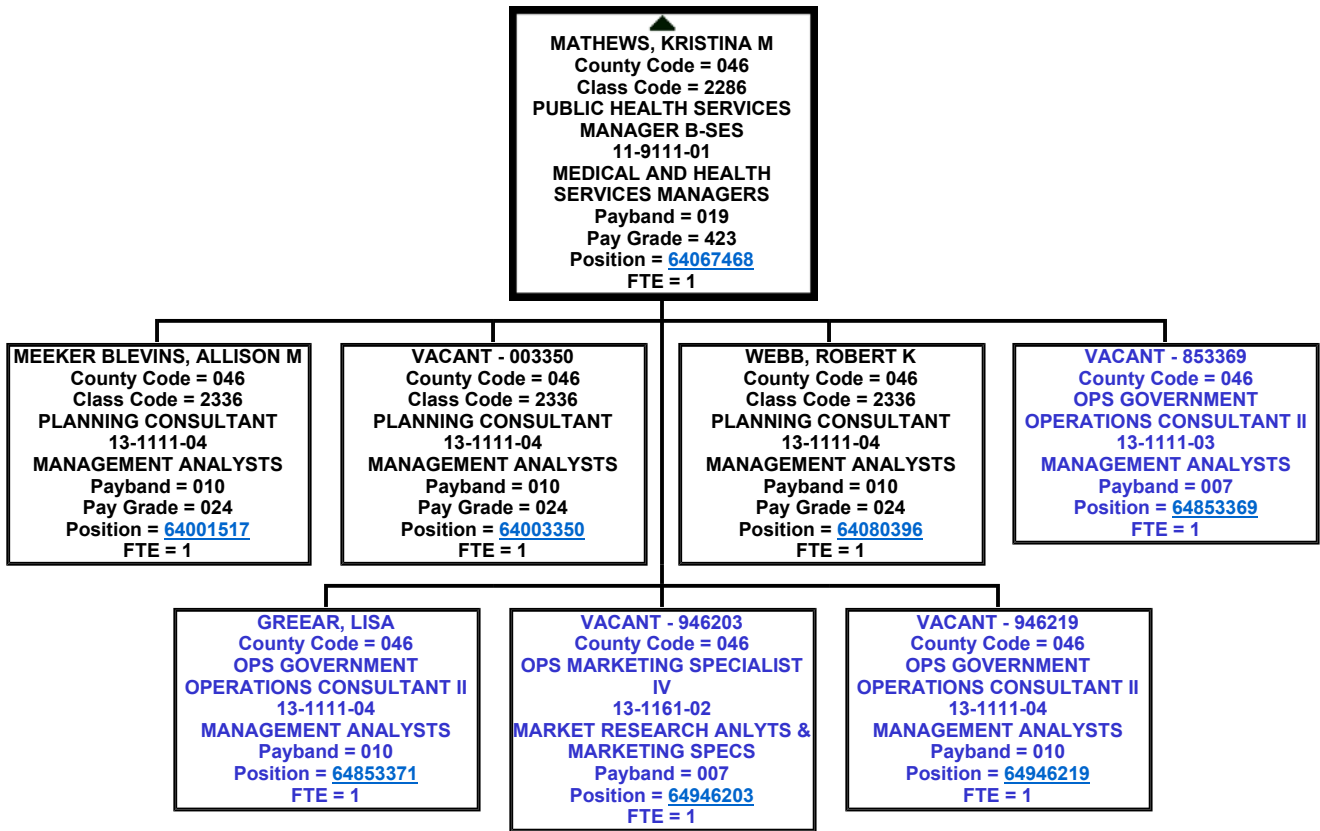 MATHEWS, KRISTINA M
County Code = 046
Class Code = 2286
PUBLIC HEALTH SERVICES
MANAGER B-SES
11-9111-01
MEDICAL AND HEALTH
SERVICES MANAGERS
Payband = 019
Pay Grade = 423
Position = 64067468
FTE = 1
MEEKER BLEVINS, ALLISON M
County Code = 046
Class Code = 2336
PLANNING CONSULTANT
13-1111-04
MANAGEMENT ANALYSTS
Payband = 010
Pay Grade = 024
Position = 64001517
FTE = 1
VACANT - 003350
County Code = 046
Class Code = 2336
PLANNING CONSULTANT
13-1111-04
MANAGEMENT ANALYSTS
Payband = 010
Pay Grade = 024
Position = 64003350
FTE = 1
WEBB, ROBERT K
County Code = 046
Class Code = 2336
PLANNING CONSULTANT
13-1111-04
MANAGEMENT ANALYSTS
Payband = 010
Pay Grade = 024
Position = 64080396
FTE = 1
VACANT - 853369
County Code = 046
OPS GOVERNMENT
OPERATIONS CONSULTANT II
13-1111-03
MANAGEMENT ANALYSTS
Payband = 007
Position = 64853369
FTE = 1
GREEAR, LISA
County Code = 046
OPS GOVERNMENT
OPERATIONS CONSULTANT II
13-1111-04
MANAGEMENT ANALYSTS
Payband = 010
Position = 64853371
FTE = 1
VACANT - 946203
County Code = 046
OPS MARKETING SPECIALIST
IV
13-1161-02
MARKET RESEARCH ANLYTS &
MARKETING SPECS
Payband = 007
Position = 64946203
FTE = 1
VACANT - 946219
County Code = 046
OPS GOVERNMENT
OPERATIONS CONSULTANT II
13-1111-04
MANAGEMENT ANALYSTS
Payband = 010
Position = 64946219
FTE = 1